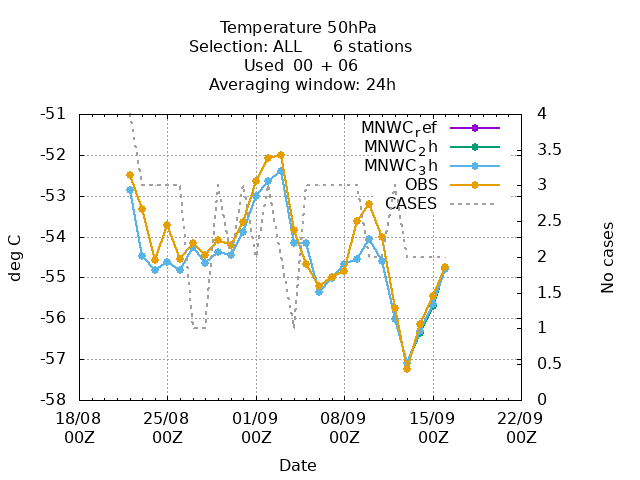 Temperature 50hPa
Selection: ALL      6 stations
Used  00 + 06
Averaging window: 24h
-51
-52
-53
-54
-55
-56
-57
-58
4
3.5
3
2.5
2
1.5
1
0.5
0
MNWC_ref
MNWC_2h
MNWC_3h
OBS
CASES
deg C
No cases
18/08 25/08 01/09 08/09 15/09 22/09
00Z 00Z 00Z 00Z 00Z 00Z
Date